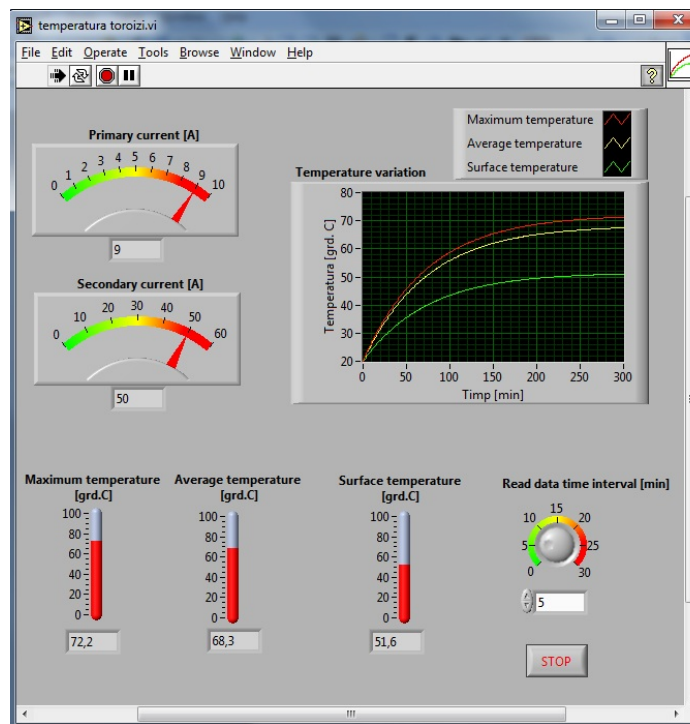 temperatura toroizi.vi
File Edit Operate Tools Browse Window Help
Primary current [A]
0 1 2 3 4 5 6 7 8 9 10
9
Secondary current [A]
0 10 20 30 40 50 60
50
Maximum temperature
Average temperature
Surface temperature
Temperature variation
Temperatura [grd. C]
80
70
60
50
40
30
20
0 50 100 150 200 250 300
Timp [min]
Maximum temperature
[grd.C]
100
80
60
40
20
0
72,2
Average temperature
[grd.C]
100
80
60
40
20
0
68,3
Surface temperature
[grd.C]
100
80
60
40
20
0
51,6
Read data time interval [min]
0 5 10 15 20 25 30
5
STOP